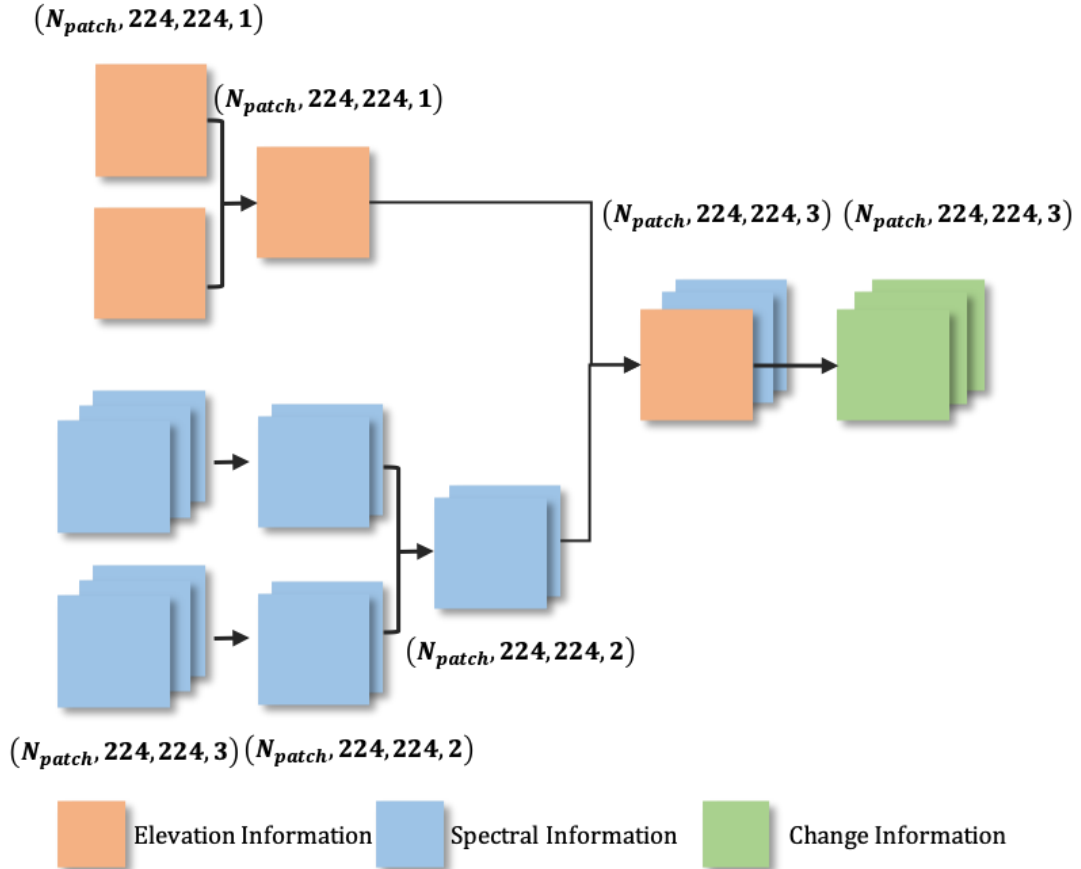 (N_patch, 224, 224, 1)
(N_patch, 224, 224, 1)
(N_patch, 224, 224, 3) (N_patch, 224, 224, 3)
(N_patch, 224, 224, 2)
(N_patch, 224, 224, 3) (N_patch, 224, 224, 2)
Elevation Information Spectral Information Change Information